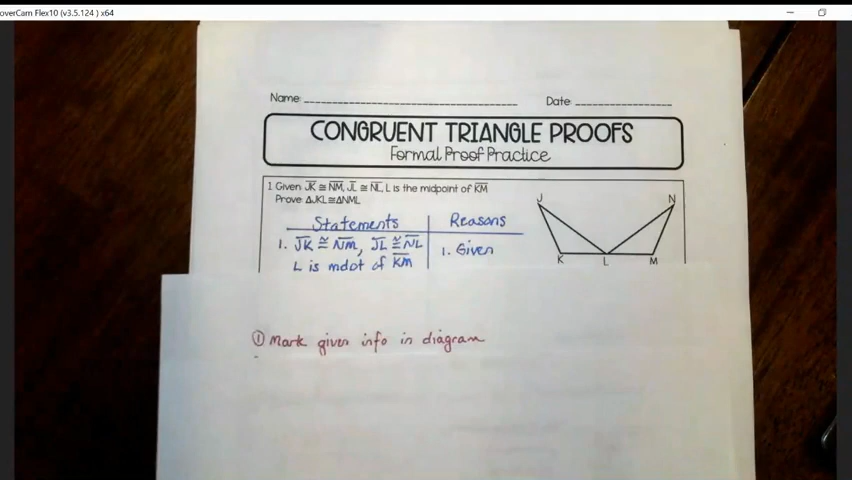 overCam Flex10 (v3.5.124 ) x64
Name: Date:
CONGRUENT TRIANGLE PROOFS
Formal Proof Practice
1. Given: JK ≅ NM, JL ≅ NL, L is the midpoint of KM
Prove: ΔJKL≅ΔNML
Statements Reasons
1. JK ≅ NM, JL ≅ NL 1. Given
L is mdpt of KM
J N
K L M
① Mark given info in diagram